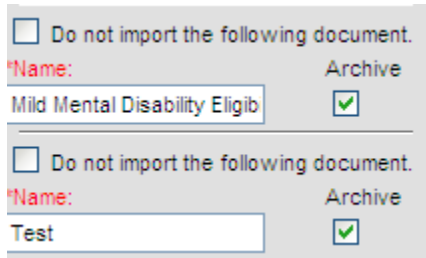 Do not import the following document.
*Name: Archive
Mild Mental Disability Eligib
Do not import the following document.
*Name: Archive
Test